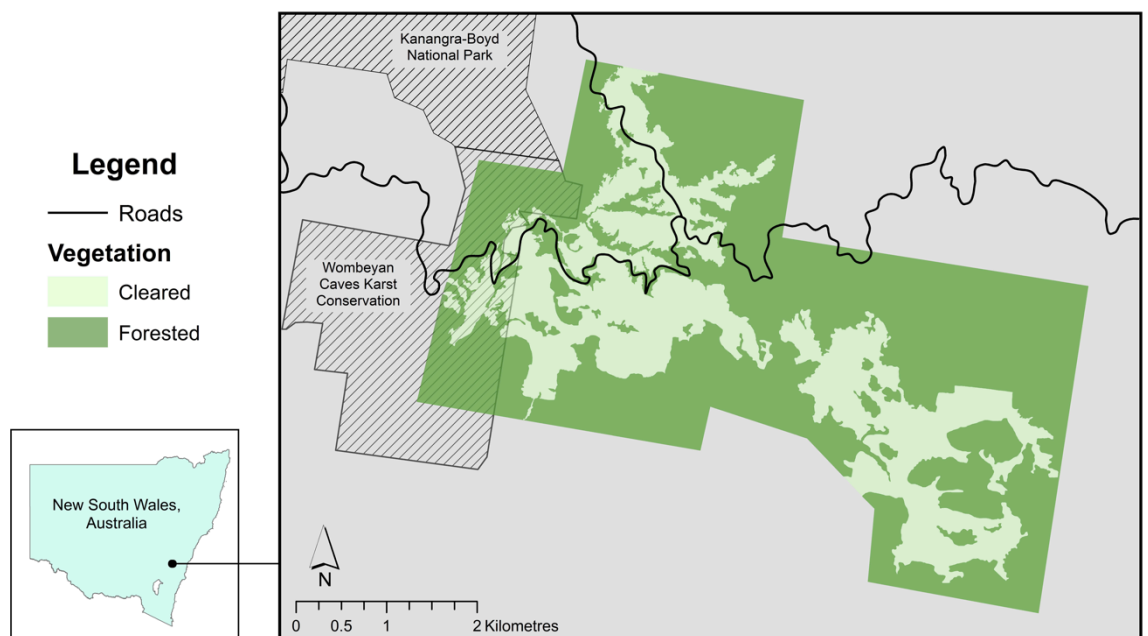 Kanangra-Boyd
National Park
Legend
Roads
Vegetation
Cleared
Forested
Wombeyan
Caves Karst
Conservation
New South Wales,
Australia
N
0 0.5 1 2 Kilometres